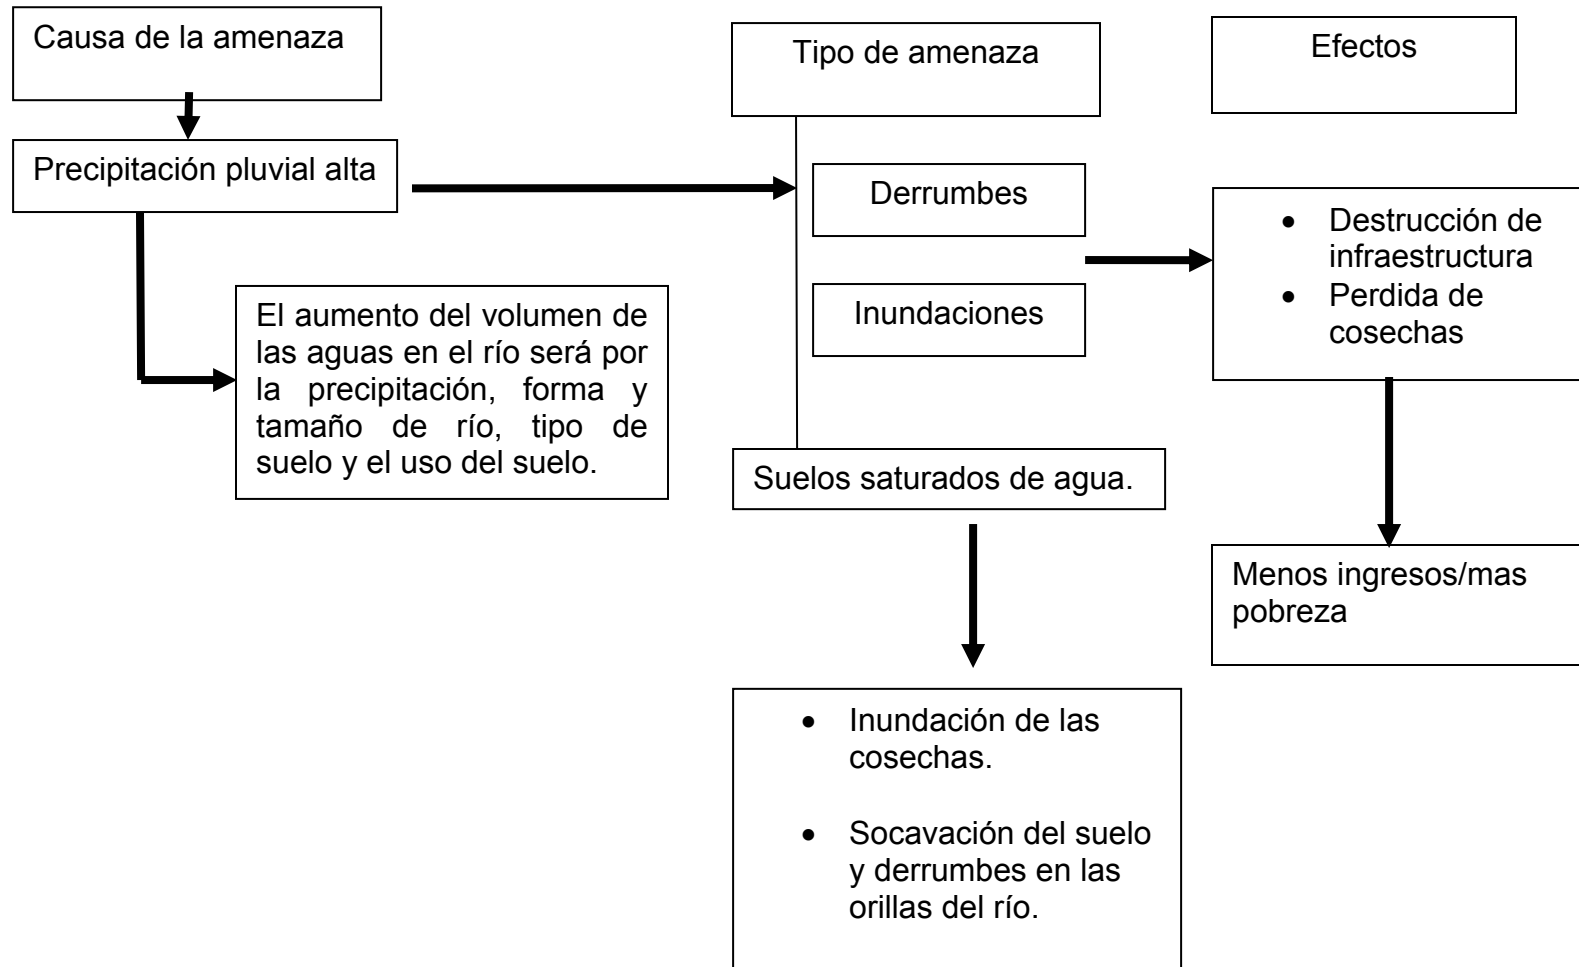 Causa de la amenaza
Tipo de amenaza
Efectos
Precipitación pluvial alta
Derrumbes
Inundaciones
• Destrucción de
infraestructura
• Perdida de
cosechas
El aumento del volumen de
las aguas en el río será por
la precipitación, forma y
tamaño de río, tipo de
suelo y el uso del suelo.
Suelos saturados de agua.
Menos ingresos/mas
pobreza
• Inundación de las
cosechas.
• Socavación del suelo
y derrumbes en las
orillas del río.